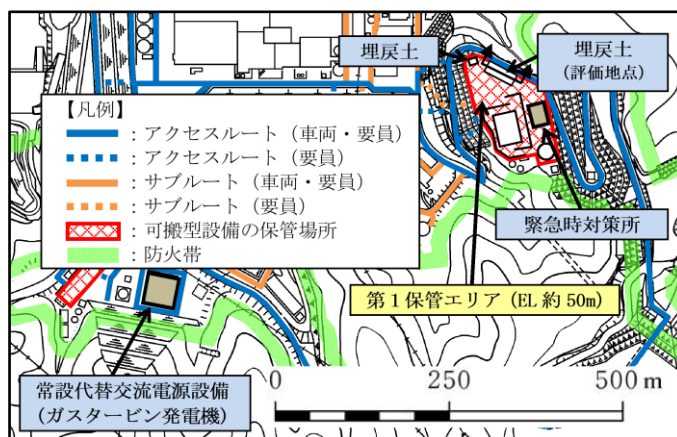 埋戻土
埋戻土
(評価地点)
【凡例】
：アクセスルート（車両・要員）
：アクセスルート（要員）
：サブルート（車両・要員）
：サブルート（要員）
：可搬型設備の保管場所
：防火帯
緊急時対策所
第１保管エリア（EL 約 50m）
常設代替交流電源設備
（ガスタービン発電機）
0 250 500 m